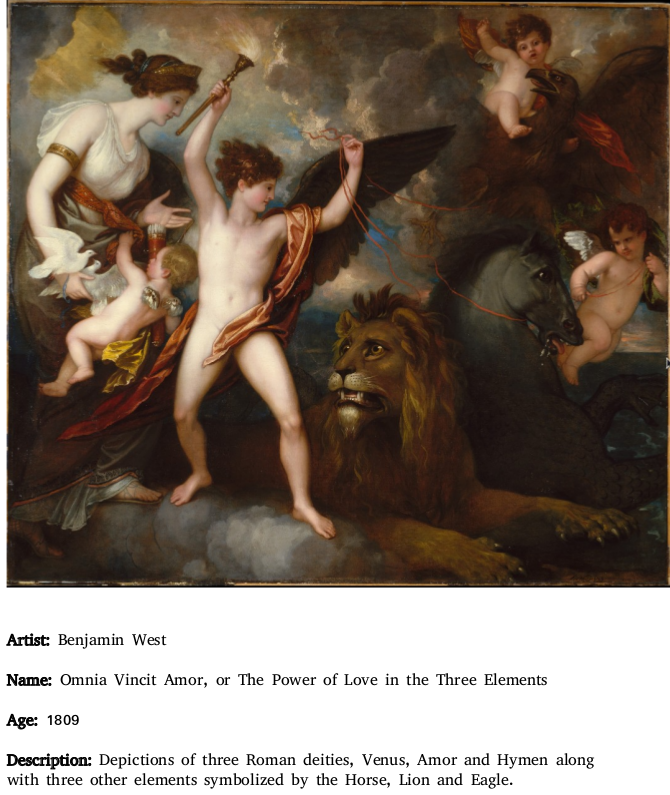 Artist: Benjamin West
Name: Omnia Vincit Amor, or The Power of Love in the Three Elements
Age: 1809
Description: Depictions of three Roman deities, Venus, Amor and Hymen along
with three other elements symbolized by the Horse, Lion and Eagle.